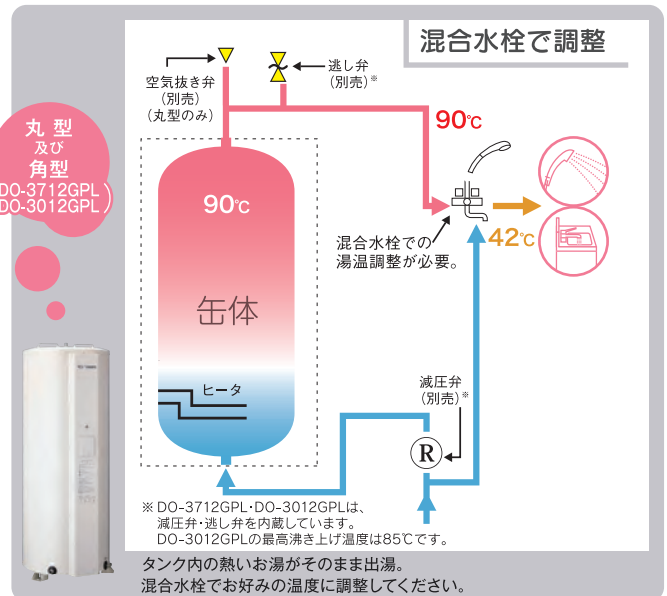 混合水栓で調整
空気抜き弁
(別売)
(丸型のみ)
逃し弁
(別売)※
90℃
丸 型
及び
角型
(DO-3712GPL
DO-3012GPL)
90℃
混合水栓での
湯温調整が必要。
42℃
缶体
ヒータ
減圧弁
(別売)※
R
※ DO-3712GPL・DO-3012GPLは、
減圧弁・逃し弁を内蔵しています。
DO-3012GPLの最高沸き上げ温度は85℃です。
タンク内の熱いお湯がそのまま出湯。
混合水栓でお好みの温度に調整してください。